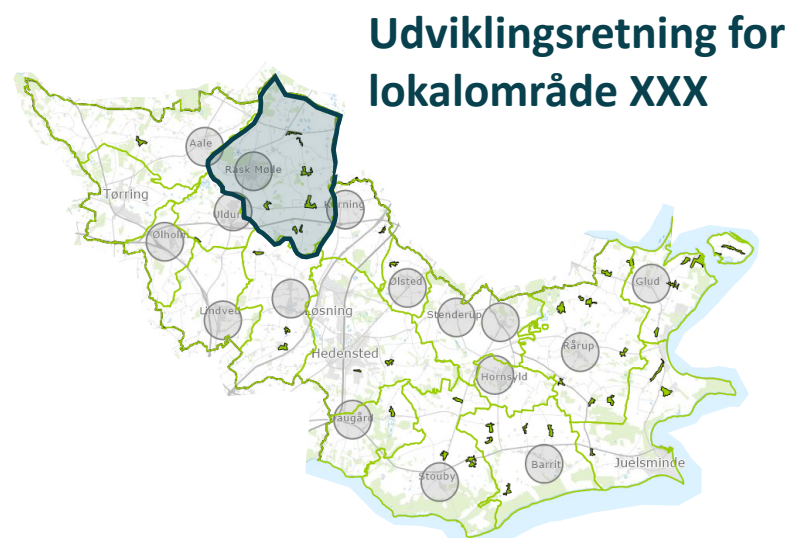 Udviklingsretning for
lokalområde XXX
Aale
Rask Mølle
Tørring
Uldum
Kørning
Ølholm
Glud
Ølsted
Lindved
Løsning
Stenderup
Hedensted
Rårup
Hornsyld
Daugård
Stouby
Barrit
Juelsminde